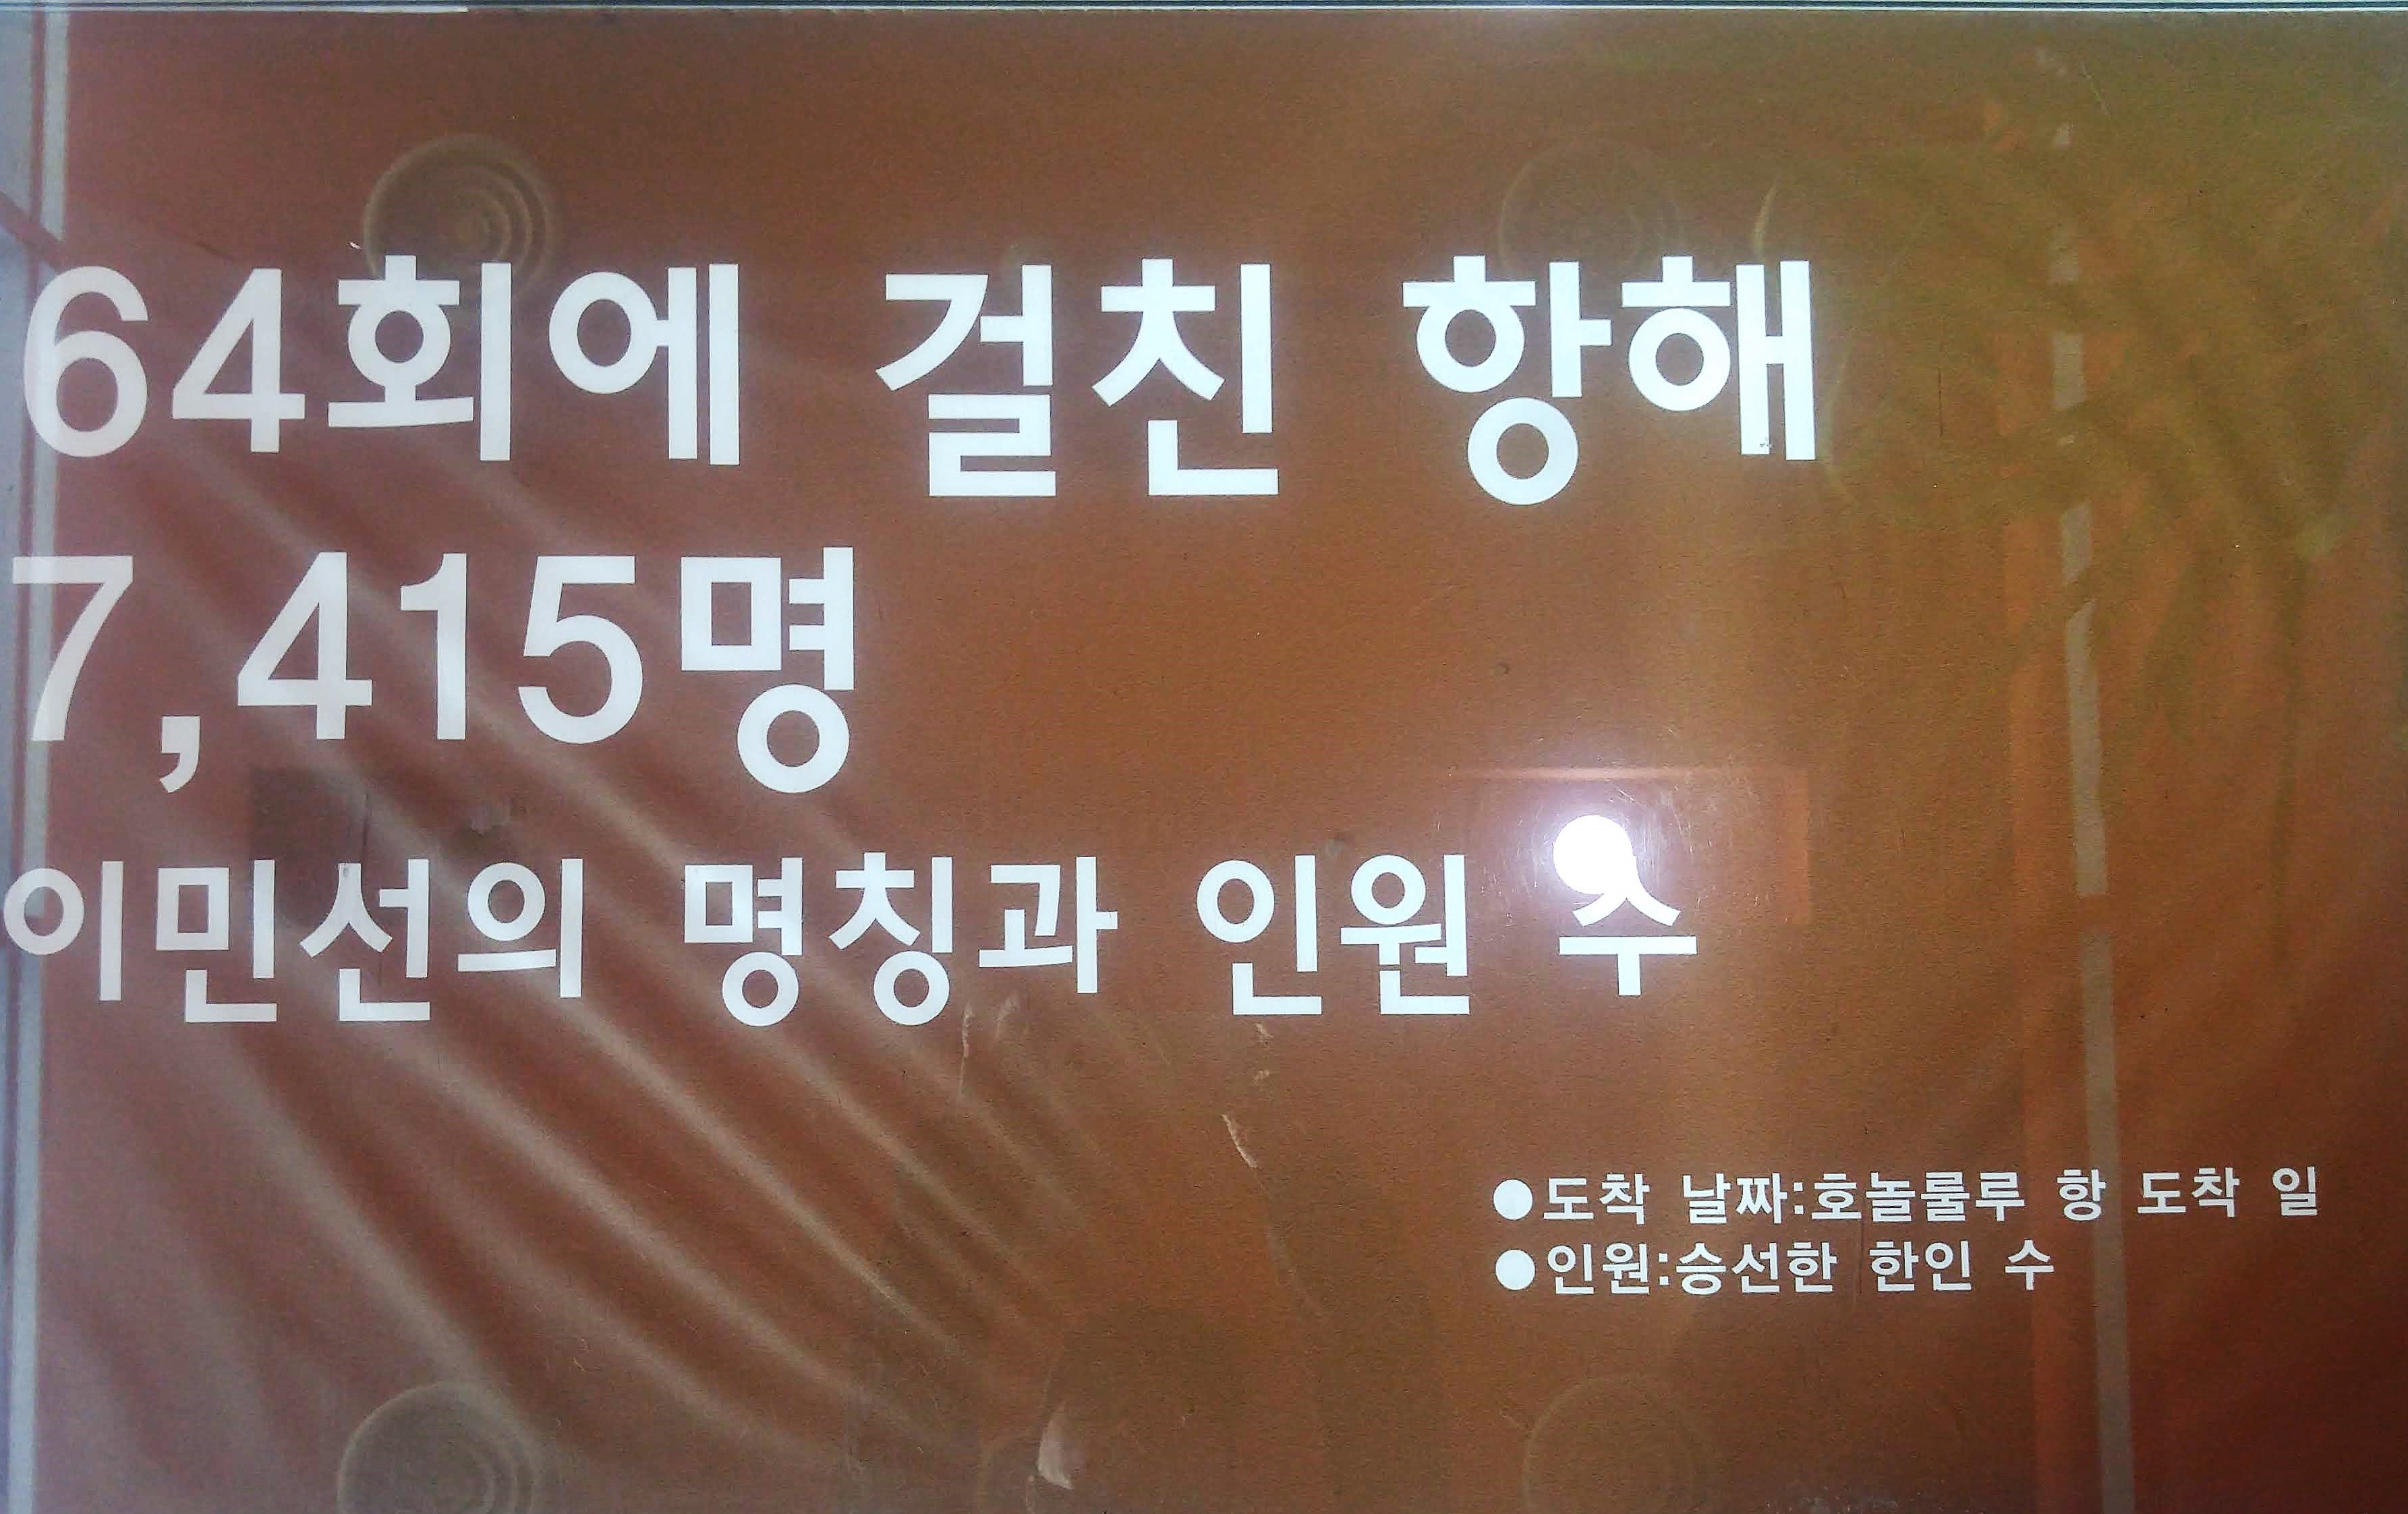 64회에 걸친 항해
7,415명
이민선의 명칭과 인원 수
●도착 날짜:호놀룰루 항 도착 일
●인원:승선한 한인 수